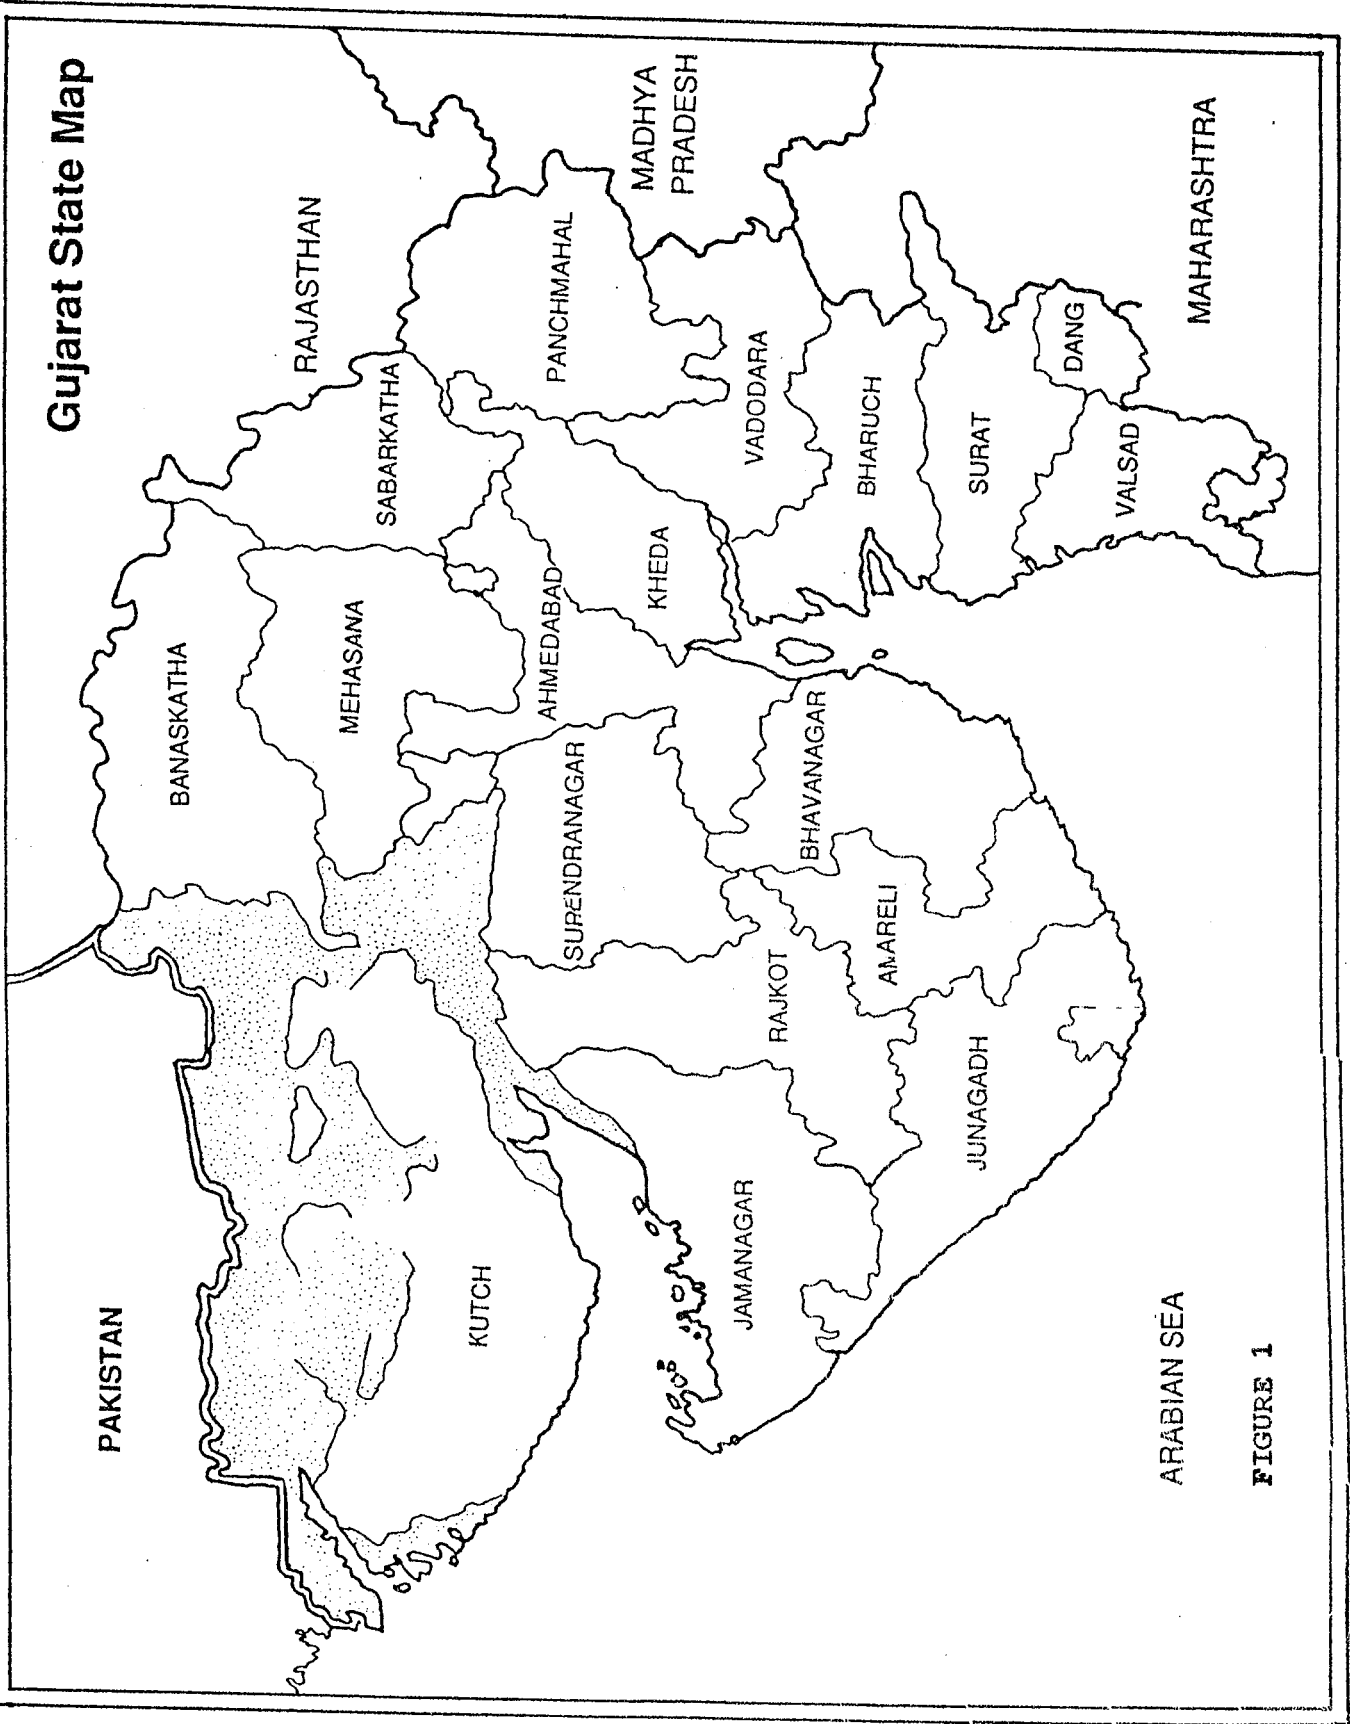 Gujarat State Map
PAKISTAN
RAJASTHAN
BANASKATHA
MEHASANA
SABARKATHA
KUTCH
PANCHMAHAL
AHMEDABAD
SURENDRANAGAR
KHEDA
MADHYA
PRADESH
VADODARA
JAMANAGAR
RAJKOT
BHAVANAGAR
BHARUCH
AMARELI
SURAT
JUNAGADH
DANG
VALSAD
MAHARASHTRA
ARABIAN SEA
FIGURE 1